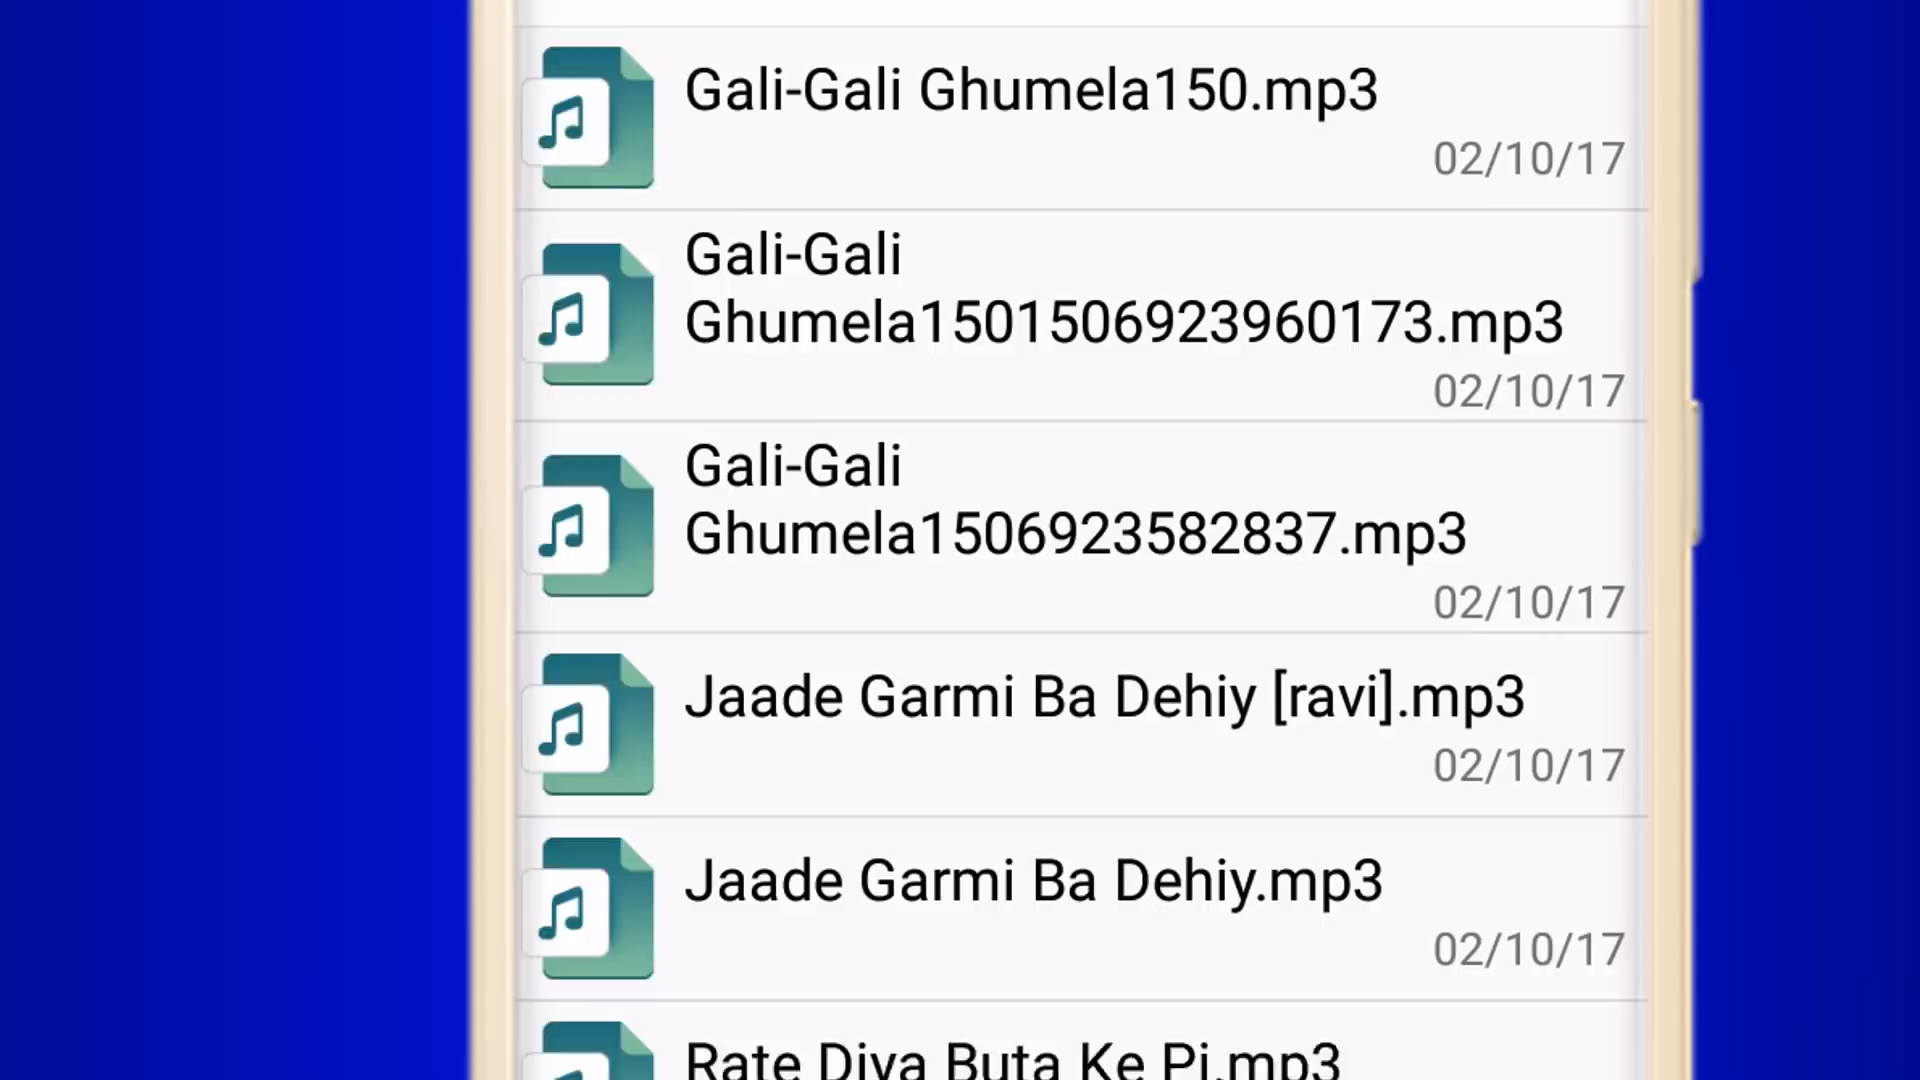 Gali-Gali Ghumela150.mp3
02/10/17
Gali-Gali
Ghumela1501506923960173.mp3
02/10/17
Gali-Gali
Ghumela1506923582837.mp3
02/10/17
Jaade Garmi Ba Dehiy [ravi].mp3
02/10/17
Jaade Garmi Ba Dehiy.mp3
02/10/17
Rate Diya Buta Ke Pi.mp3